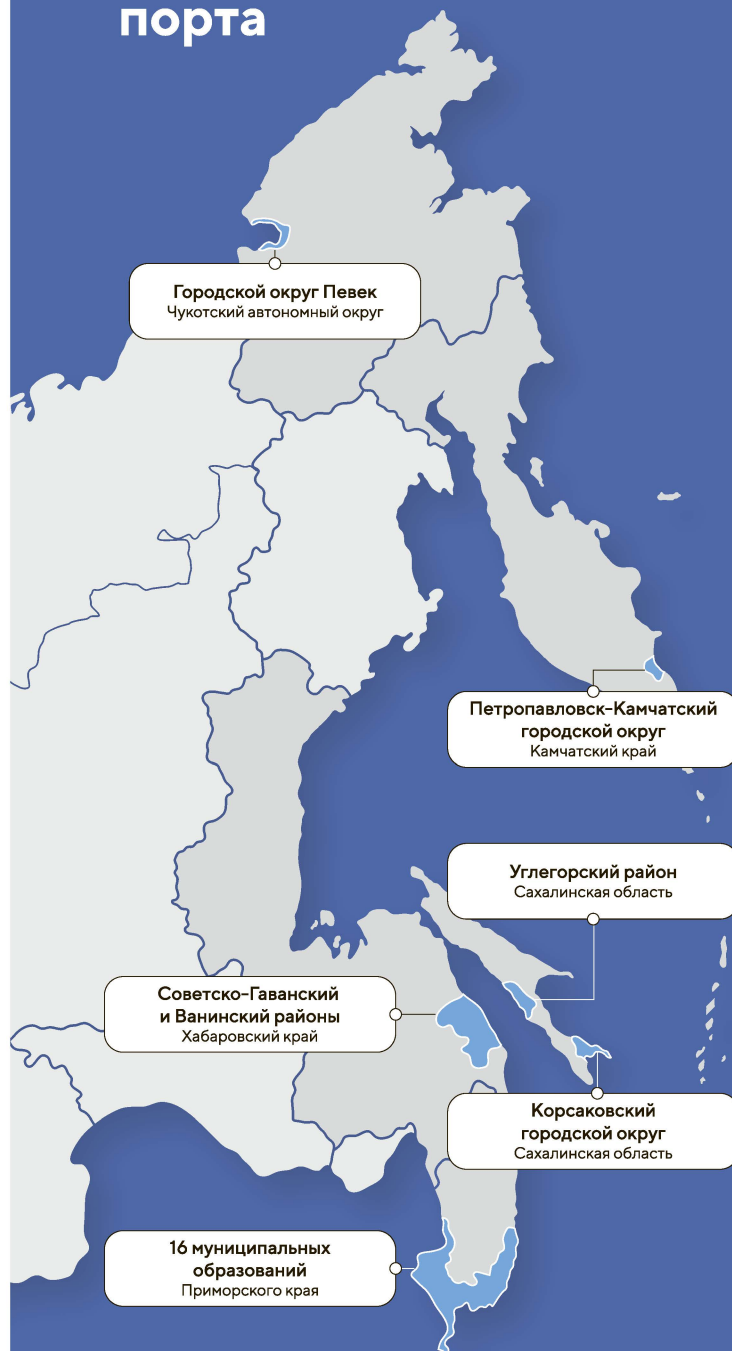 порта
Городской округ Певек
Чукотский автономный округ
Петропавловск-Камчатский
городской округ
Камчатский край
Углегорский район
Сахалинская область
Советско-Гаванский
и Ванинский районы
Хабаровский край
Корсаковский
городской округ
Сахалинская область
16 муниципальных
образований
Приморского края